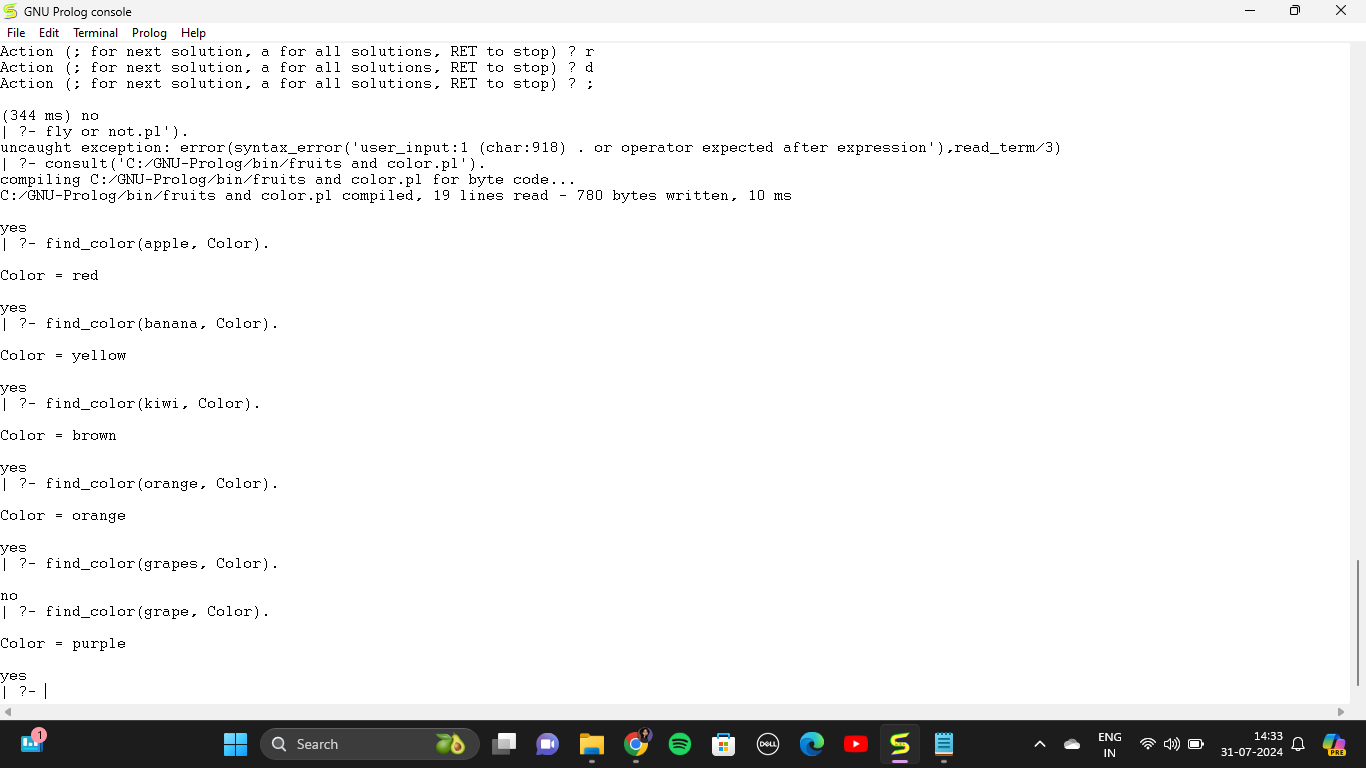 GNU Prolog console
File Edit Terminal Prolog Help
Action (; for next solution, a for all solutions, RET to stop) ? r
Action (; for next solution, a for all solutions, RET to stop) ? d
Action (; for next solution, a for all solutions, RET to stop) ? ;
(344 ms) no
| ?- fly or not.pl').
uncaught exception: error(syntax_error('user_input:1 (char:918) . or operator expected after expression'),read_term/3)
| ?- consult('C:/GNU-Prolog/bin/fruits and color.pl').
compiling C:/GNU-Prolog/bin/fruits and color.pl for byte code...
C:/GNU-Prolog/bin/fruits and color.pl compiled, 19 lines read - 780 bytes written, 10 ms
yes
| ?- find_color(apple, Color).
Color = red
yes
| ?- find_color(banana, Color).
Color = yellow
yes
| ?- find_color(kiwi, Color).
Color = brown
yes
| ?- find_color(orange, Color).
Color = orange
yes
| ?- find_color(grapes, Color).
no
| ?- find_color(grape, Color).
Color = purple
yes
| ?-
1
Search
DELL
ENG
IN
14:33
31-07-2024
PRE